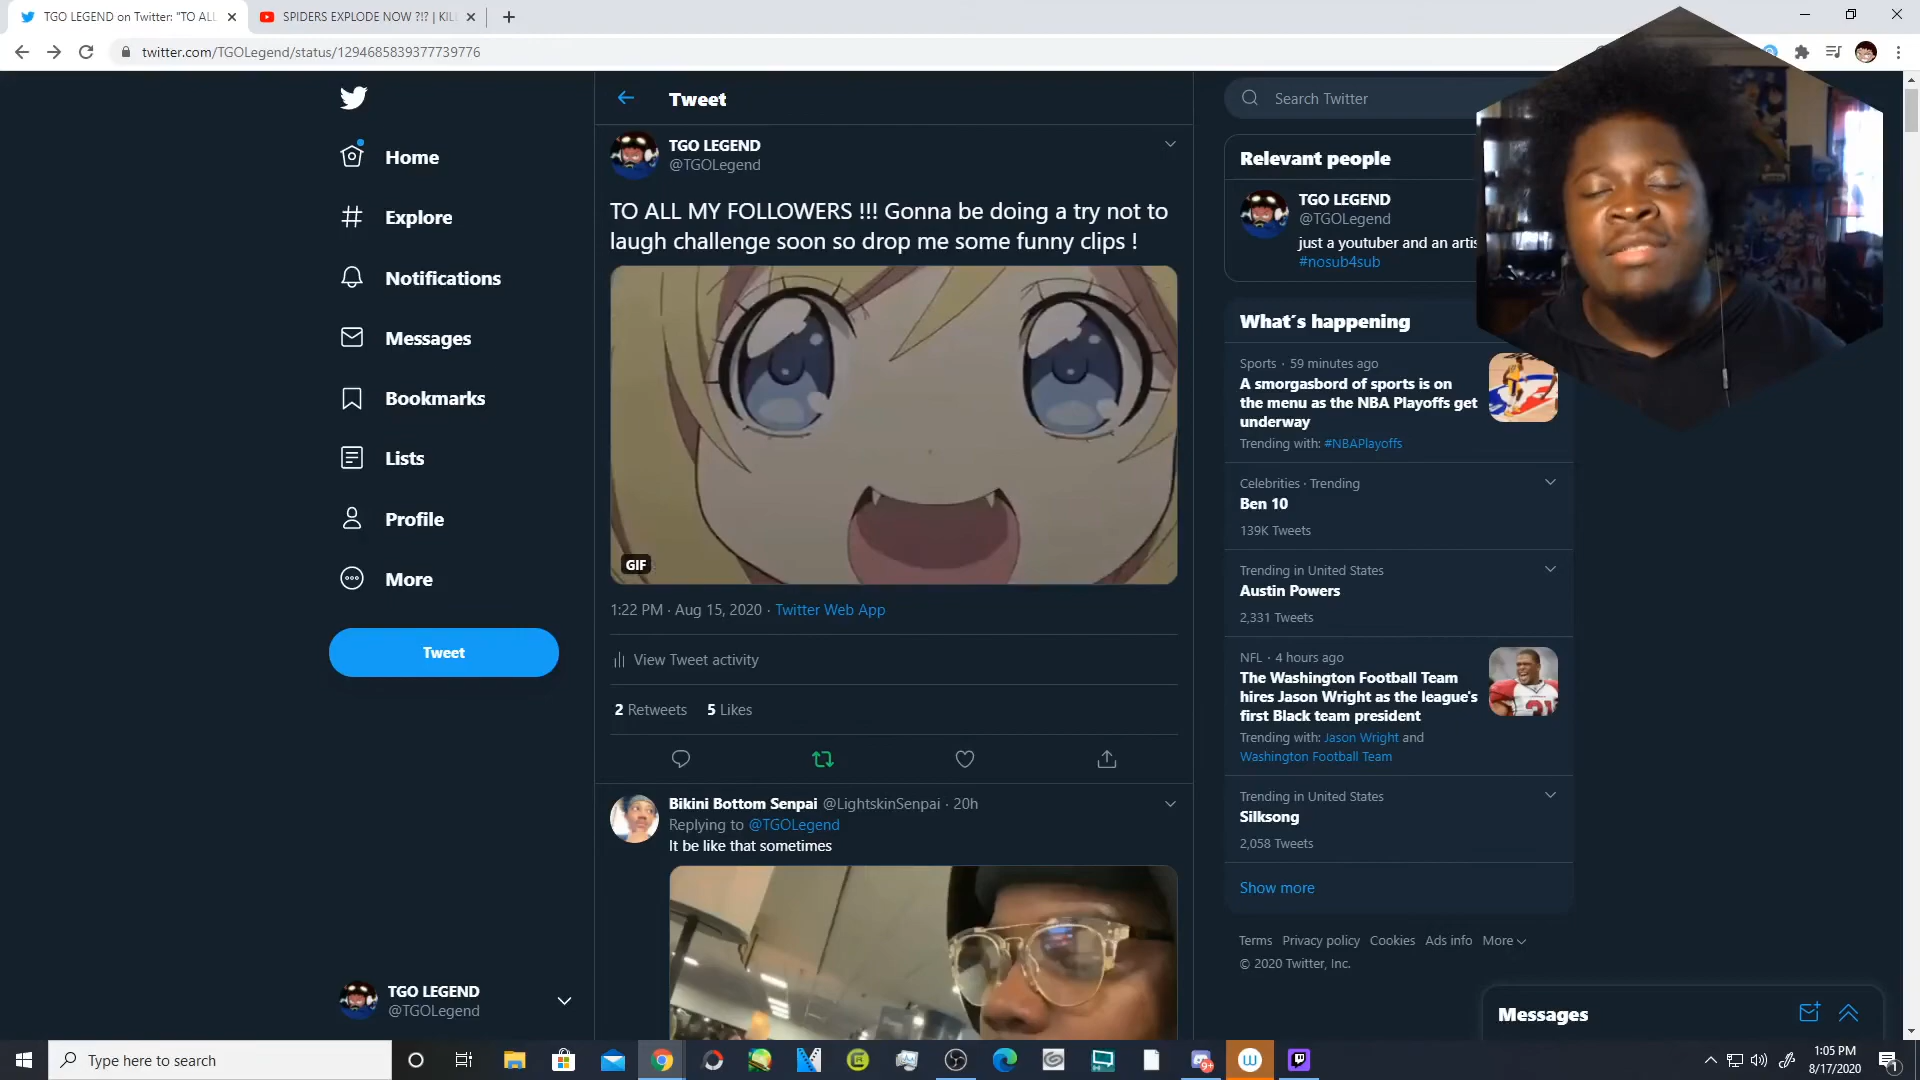 TGO LEGEND on Twitter: "TO ALL
SPIDERS EXPLODE NOW ?!? | KIL
twitter.com/TGOLegend/status/1294685839377739776
Home
Explore
Notifications
Messages
Bookmarks
Lists
Profile
More
Tweet
TGO LEGEND
@TGOLegend
Tweet
TGO LEGEND
@TGOLegend
TO ALL MY FOLLOWERS !!! Gonna be doing a try not to
laugh challenge soon so drop me some funny clips !
GIF
1:22 PM · Aug 15, 2020 · Twitter Web App
View Tweet activity
2 Retweets 5 Likes
Bikini Bottom Senpai @LightskinSenpai · 20h
Replying to @TGOLegend
It be like that sometimes
Search Twitter
Relevant people
TGO LEGEND
@TGOLegend
just a youtuber and an artis
#nosub4sub
What's happening
Sports · 59 minutes ago
A smorgasbord of sports is on
the menu as the NBA Playoffs get
underway
Trending with: #NBAPlayoffs
Celebrities · Trending
Ben 10
139K Tweets
Trending in United States
Austin Powers
2,331 Tweets
NFL · 4 hours ago
The Washington Football Team
hires Jason Wright as the league's
first Black team president
Trending with: Jason Wright and
Washington Football Team
Trending in United States
Silksong
2,058 Tweets
Show more
Terms Privacy policy Cookies Ads info More
© 2020 Twitter, Inc.
Messages
Type here to search
9+
1:05 PM
8/17/2020
1